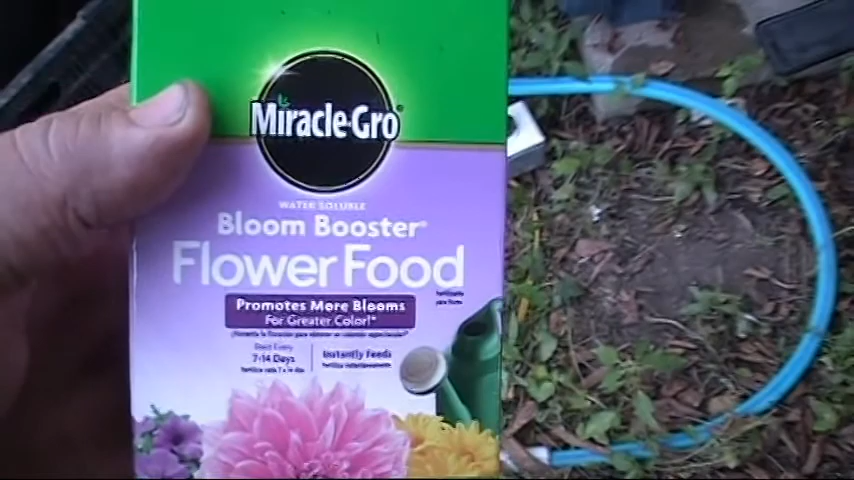 Miracle-Gro®
WATER SOLUBLE
Bloom Booster®
Flower Food
Promotes More Blooms
For Greater Color!*
Feed Every
7-14 Days
Instantly Feeds